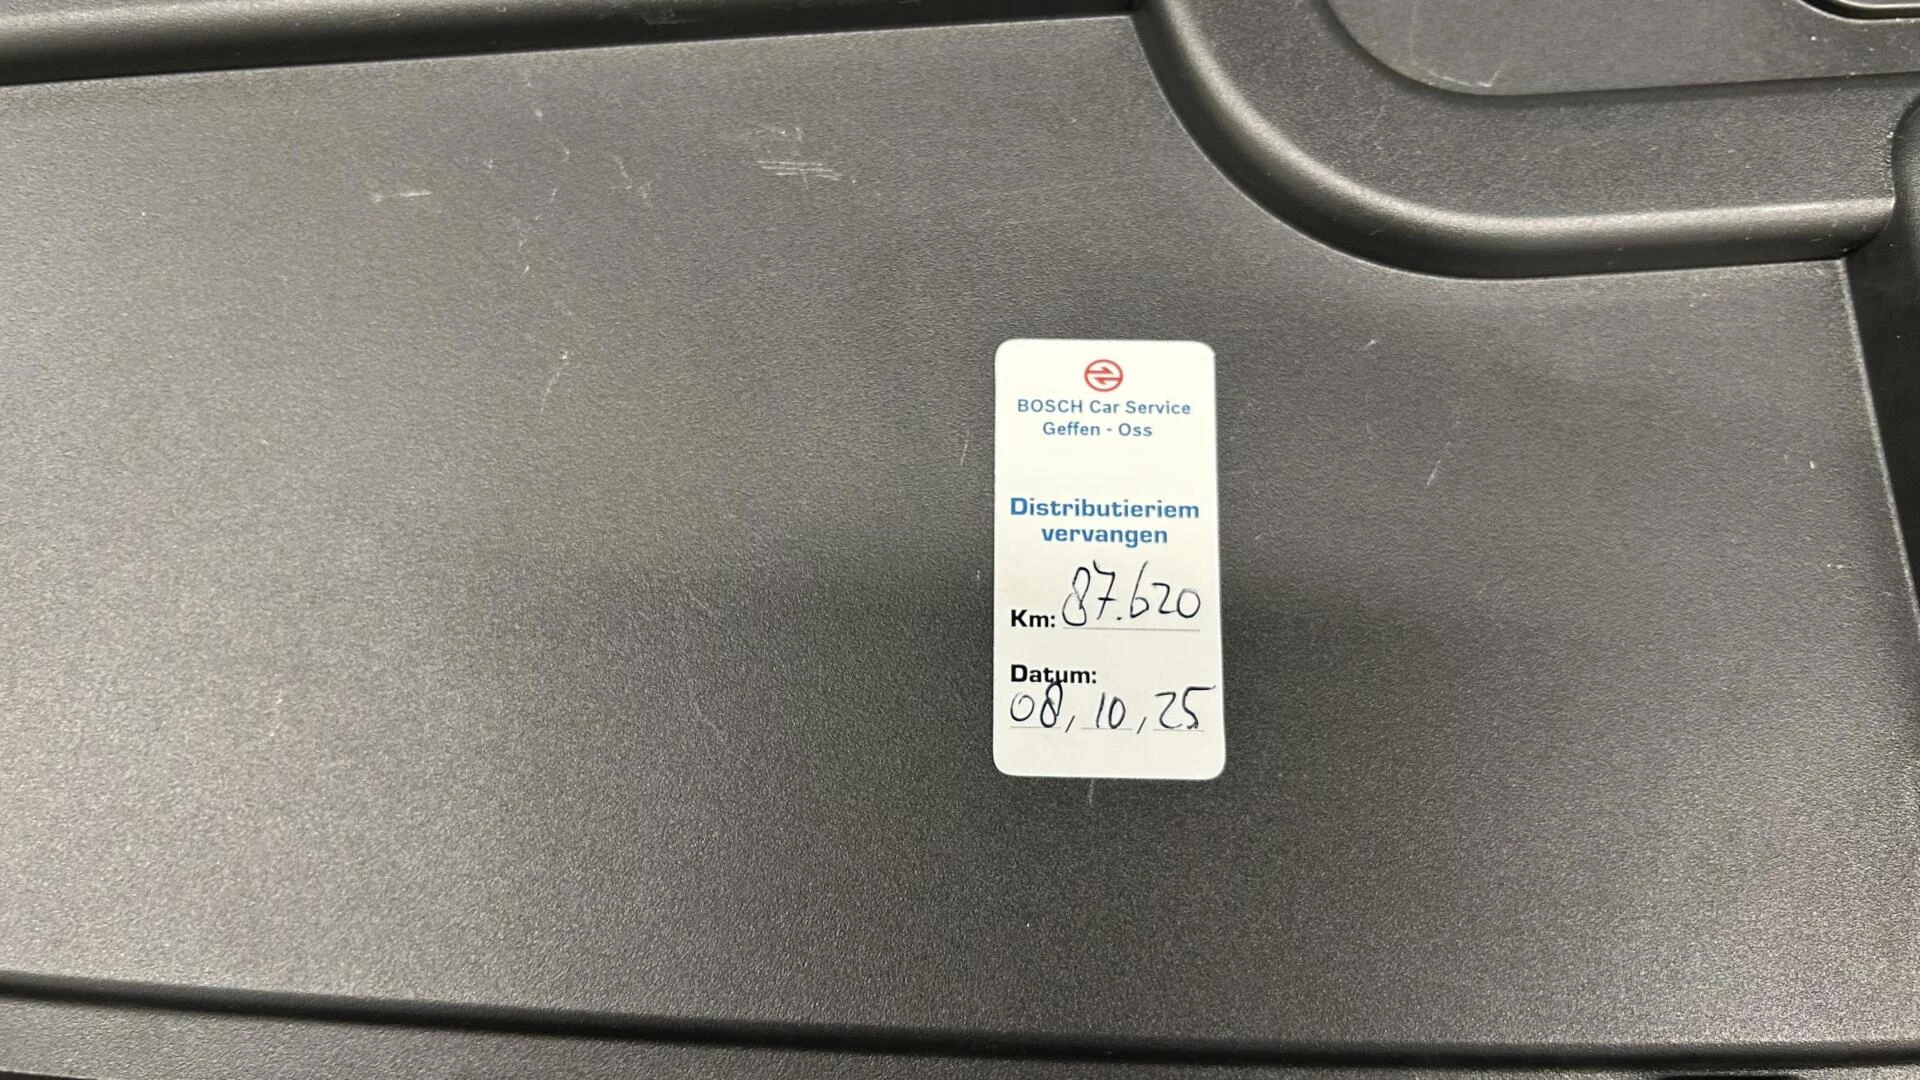 BOSCH Car Service
Geffen - Oss
Distributieriem
vervangen
Km: 87.620
Datum:
08, 10, 25